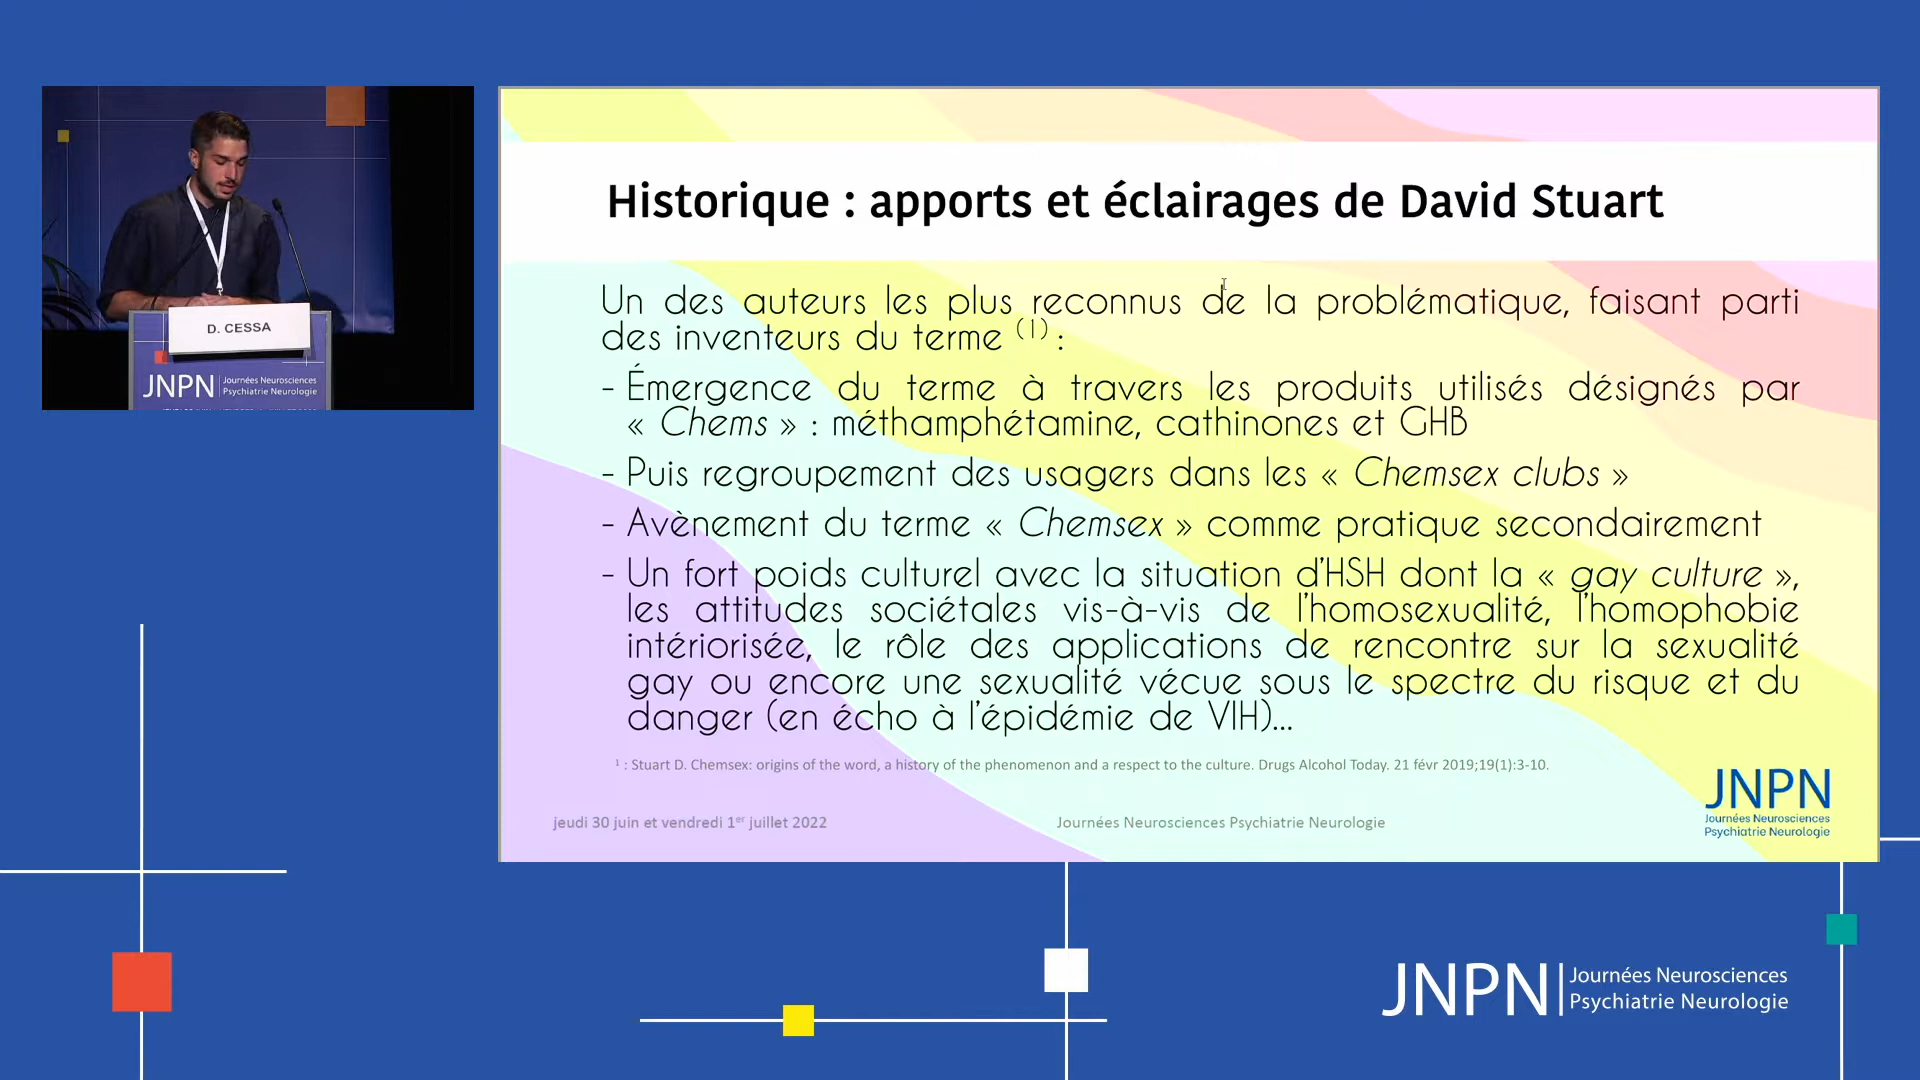 D. CESSA
JNPN Journées Neurosciences
Psychiatrie Neurologie
Historique : apports et éclairages de David Stuart
Un des auteurs les plus reconnus de la problématique, faisant parti
des inventeurs du terme (1) :
- Émergence du terme à travers les produits utilisés désignés par
« Chems » : méthamphétamine, cathinones et GHB
- Puis regroupement des usagers dans les « Chemsex clubs »
- Avènement du terme « Chemsex » comme pratique secondairement
- Un fort poids culturel avec la situation d'HSH dont la « gay culture »,
les attitudes sociétales vis-à-vis de l'homosexualité, l'homophobie
intériorisée, le rôle des applications de rencontre sur la sexualité
gay ou encore une sexualité vécue sous le spectre du risque et du
danger (en écho à l'épidémie de VIH)...
1 : Stuart D. Chemsex: origins of the word, a history of the phenomenon and a respect to the culture. Drugs Alcohol Today. 21 févr 2019;19(1):3-10.
jeudi 30 juin et vendredi 1er juillet 2022
Journées Neurosciences Psychiatrie Neurologie
JNPN
Journées Neurosciences
Psychiatrie Neurologie
JNPN Journées Neurosciences
Psychiatrie Neurologie